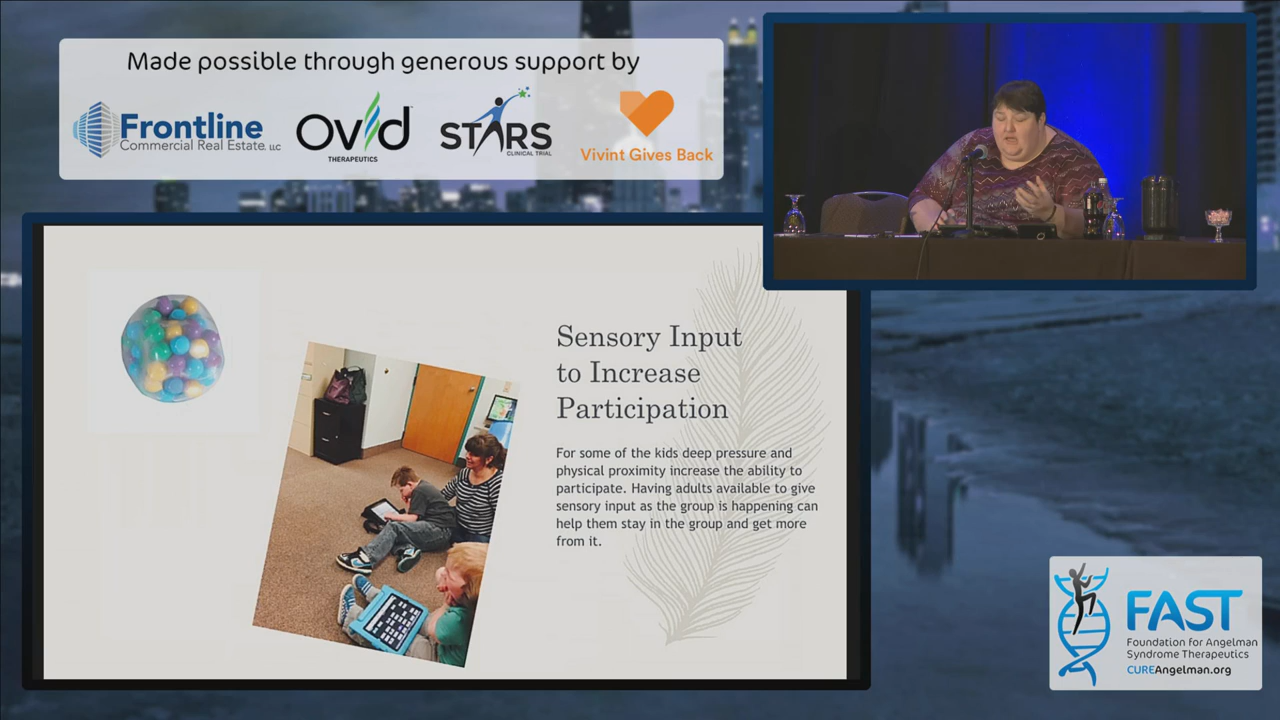 Made possible through generous support by
Frontline
Commercial Real Estate, LLC
Ovid
THERAPEUTICS
STARS
CLINICAL TRIAL
Vivint Gives Back
Sensory Input
to Increase
Participation
For some of the kids deep pressure and
physical proximity increase the ability to
participate. Having adults available to give
sensory input as the group is happening can
help them stay in the group and get more
from it.
FAST
Foundation for Angelman
Syndrome Therapeutics
CUREAngelman.org